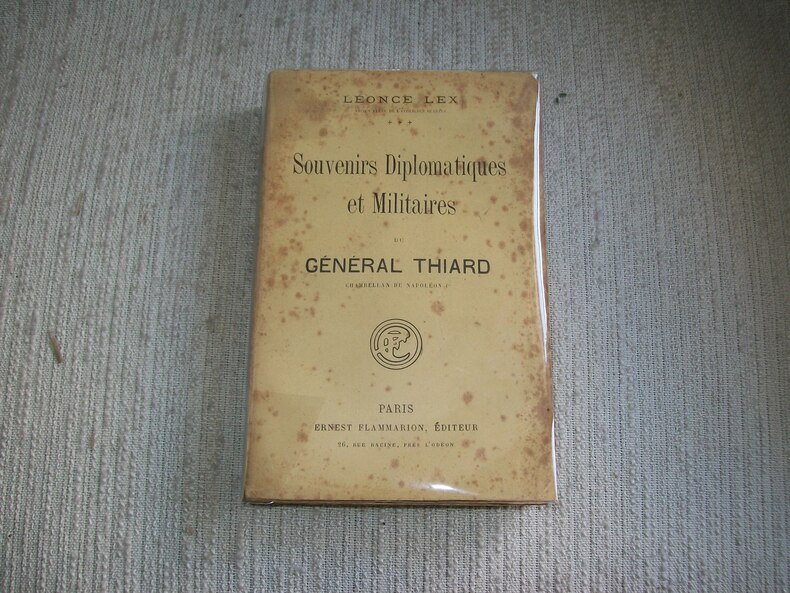 LÉONCE LEX
✦ ✦ ✦
Souvenirs Diplomatiques
et Militaires
DU
GÉNÉRAL THIARD
CHAMBELLAN DE NAPOLÉON I
PARIS
ERNEST FLAMMARION, ÉDITEUR
26, RUE RACINE, PRÈS L'ODÉON